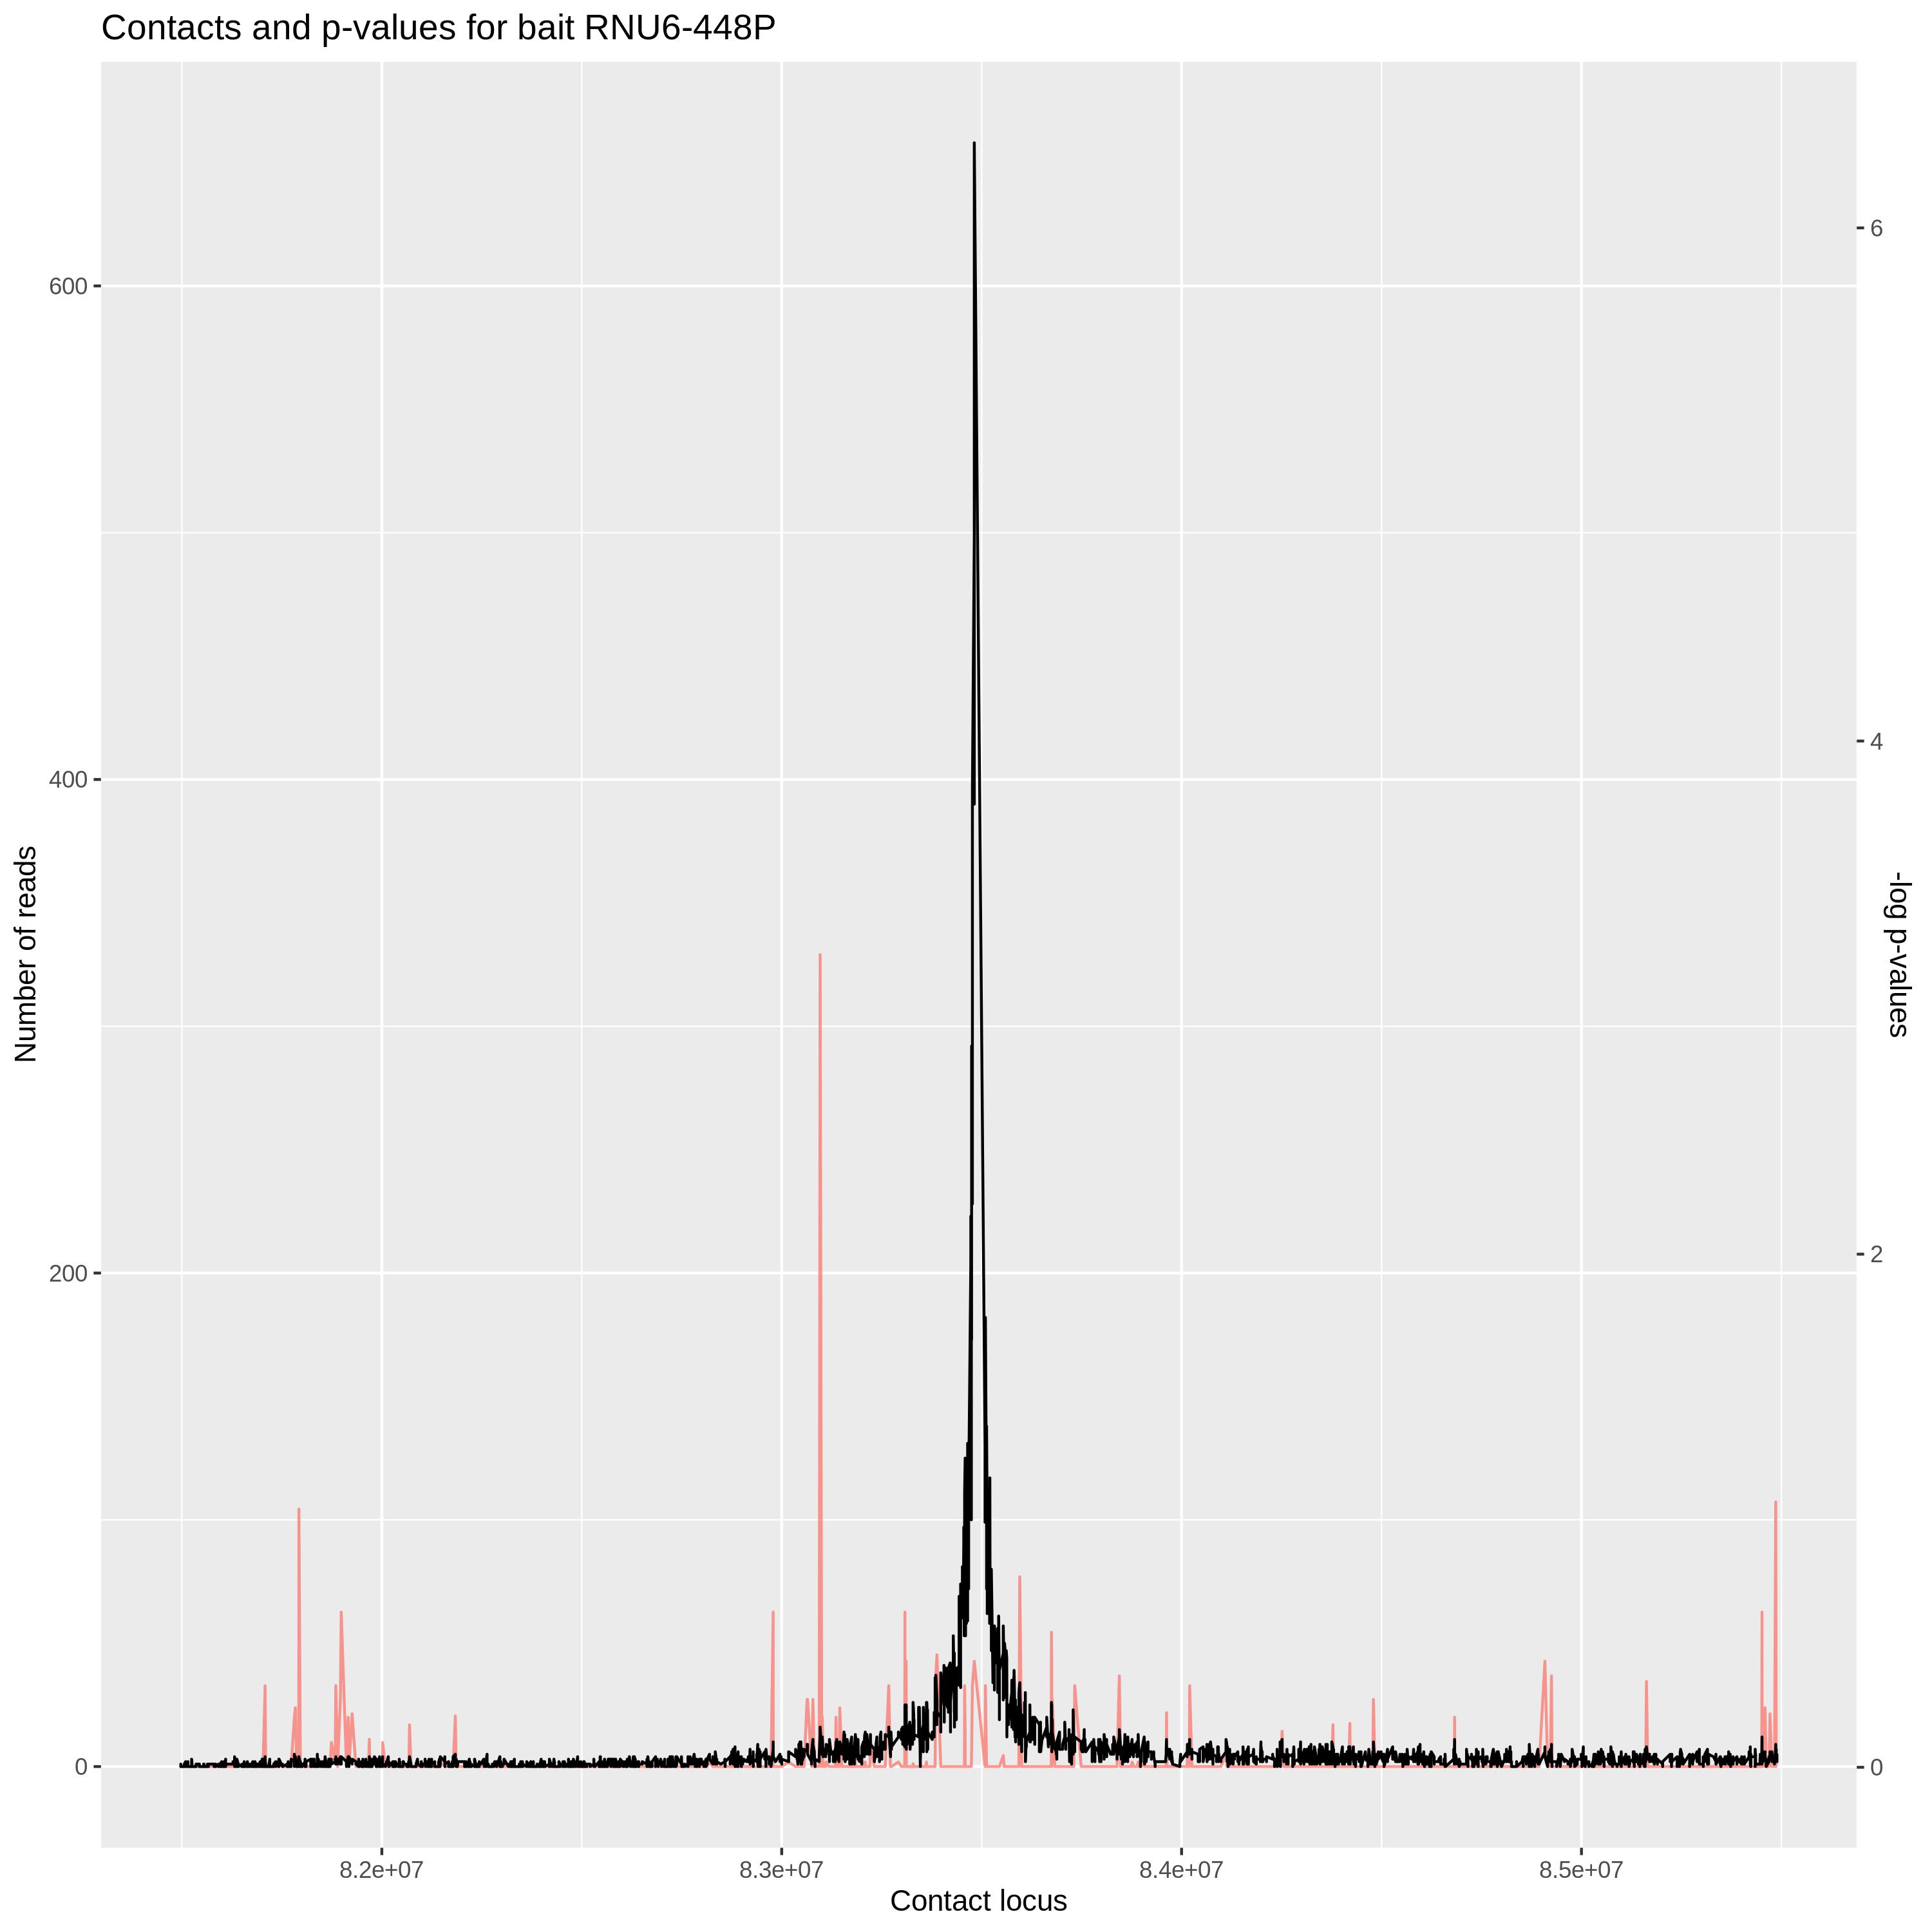 Contacts and p-values for bait RNU6-448P
600
400
200
0
6
4
2
0
Number of reads
-log p-values
8.2e+07
8.3e+07
8.4e+07
8.5e+07
Contact locus